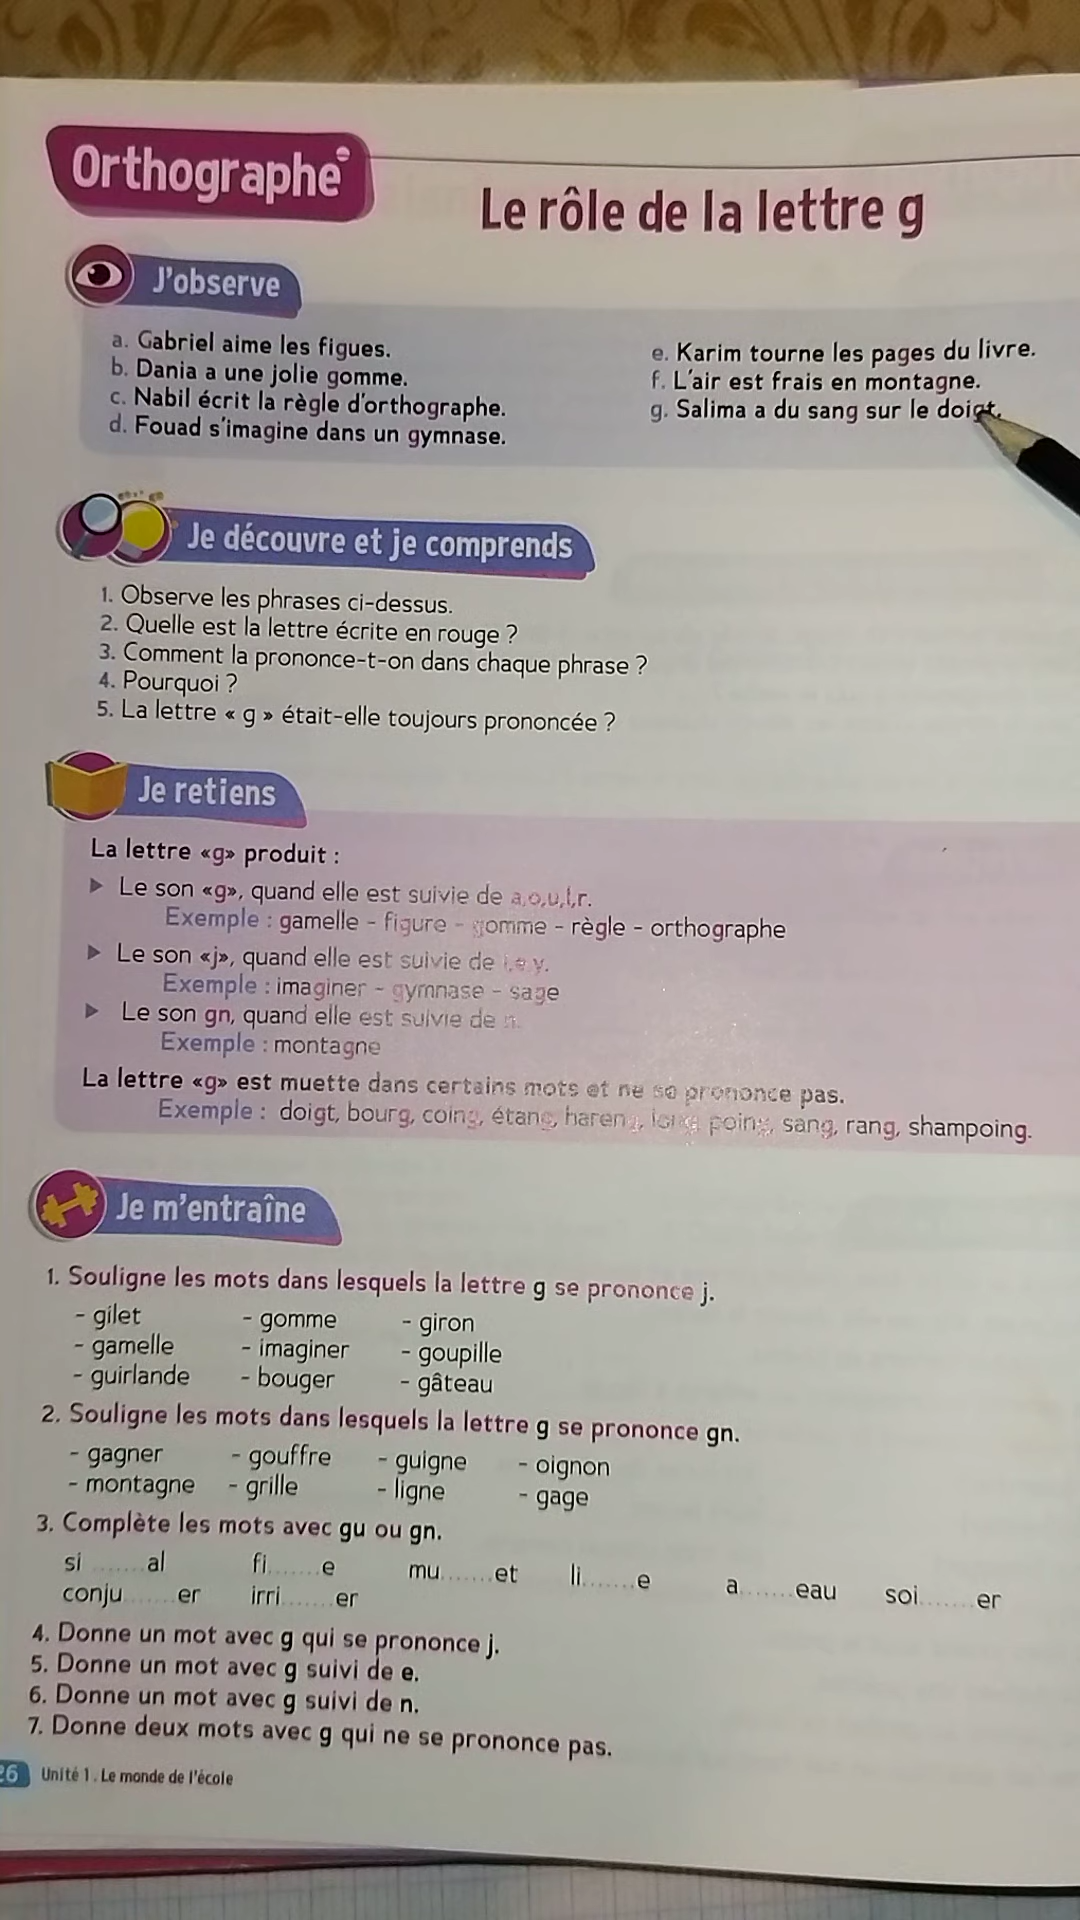 Orthographe
Le rôle de la lettre g
J'observe
a. Gabriel aime les figues.
b. Dania a une jolie gomme.
c. Nabil écrit la règle d'orthographe.
d. Fouad s'imagine dans un gymnase.
e. Karim tourne les pages du livre.
f. L'air est frais en montagne.
g. Salima a du sang sur le doigt.
Je découvre et je comprends
1. Observe les phrases ci-dessus.
2. Quelle est la lettre écrite en rouge ?
3. Comment la prononce-t-on dans chaque phrase ?
4. Pourquoi ?
5. La lettre « g » était-elle toujours prononcée ?
Je retiens
La lettre «g» produit :
Le son «g», quand elle est suivie de a,o,u,l,r.
Exemple : gamelle - figure - gomme - règle - orthographe
Le son «j», quand elle est suivie de i,e,y.
Exemple : imaginer - gymnase - sage
Le son gn, quand elle est suivie de n.
Exemple : montagne
La lettre «g» est muette dans certains mots et ne se prononce pas.
Exemple : doigt, bourg, coing, étang, hareng, long, poing, sang, rang, shampoing.
Je m'entraîne
1. Souligne les mots dans lesquels la lettre g se prononce j.
- gilet - gomme - giron
- gamelle - imaginer - goupille
- guirlande - bouger - gâteau
2. Souligne les mots dans lesquels la lettre g se prononce gn.
- gagner - gouffre - guigne - oignon
- montagne - grille - ligne - gage
3. Complète les mots avec gu ou gn.
si.......al fi.......e mu.......et li.......e a.......eau soi.......er
conju.......er irri.......er
4. Donne un mot avec g qui se prononce j.
5. Donne un mot avec g suivi de e.
6. Donne un mot avec g suivi de n.
7. Donne deux mots avec g qui ne se prononce pas.
26 Unité 1. Le monde de l'école